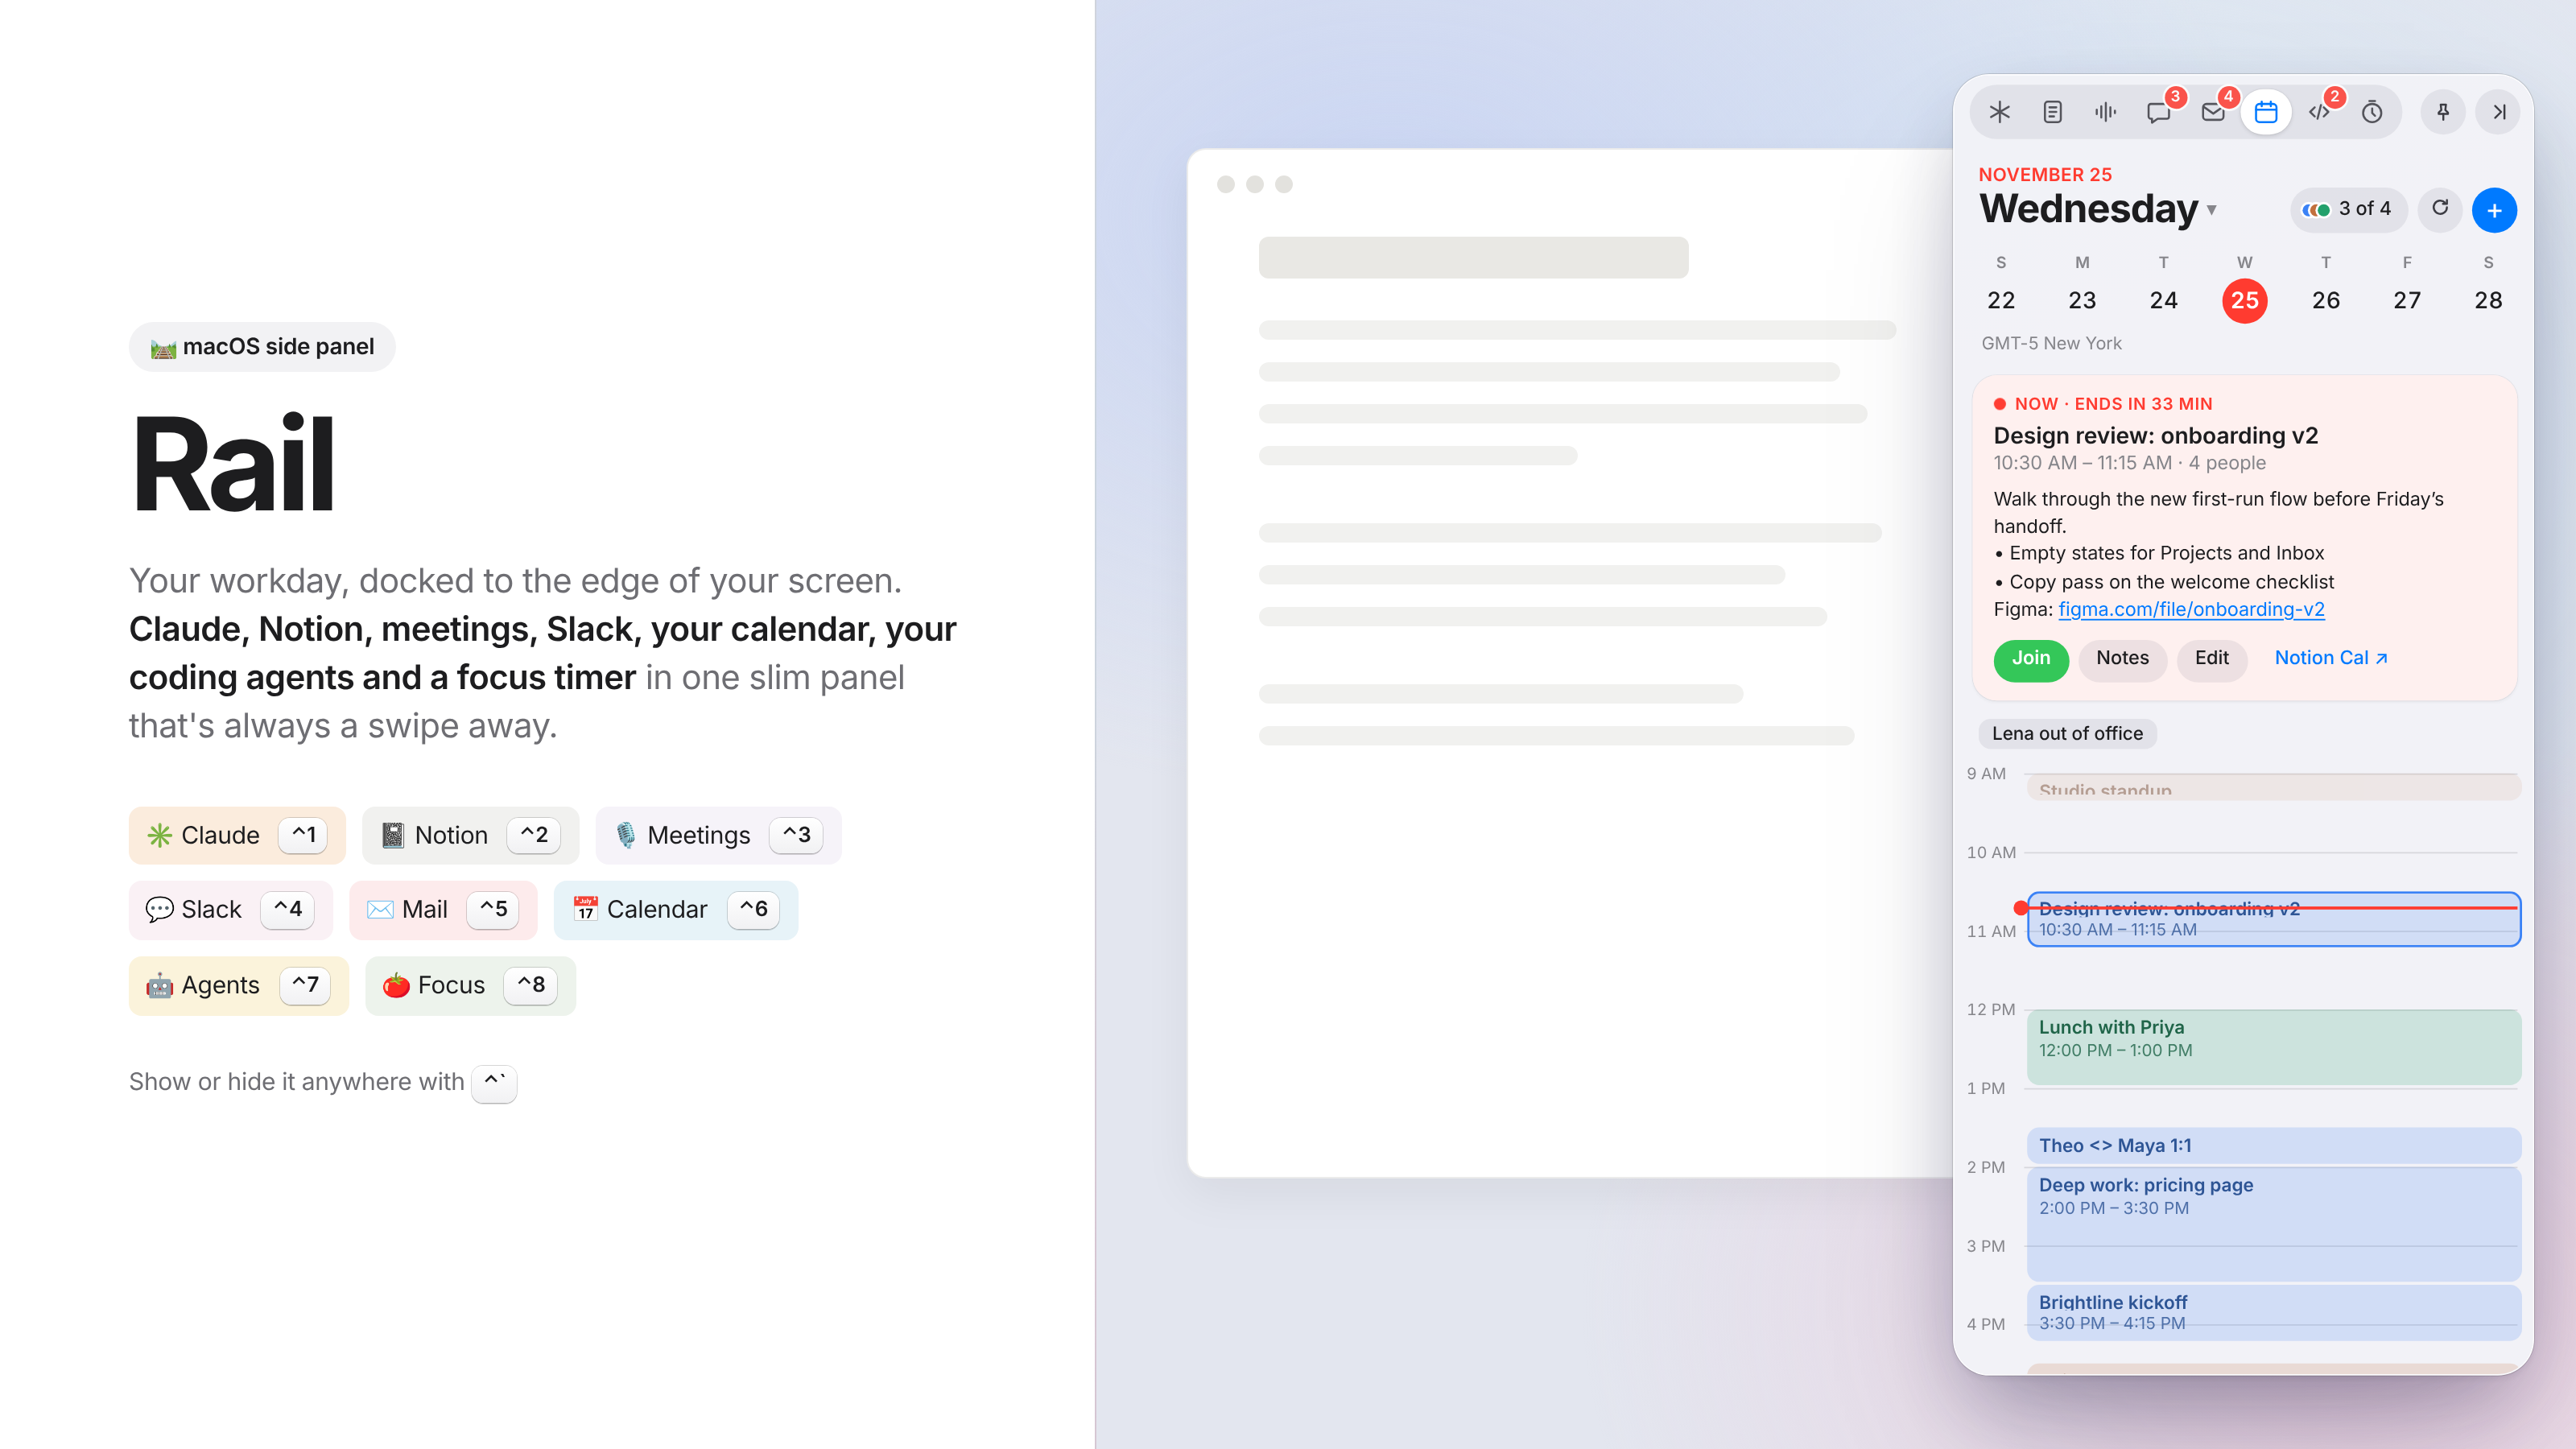 macOS side panel
Rail
Your workday, docked to the edge of your screen.
Claude, Notion, meetings, Slack, your calendar, your
coding agents and a focus timer in one slim panel
that's always a swipe away.
Claude ^1
Notion ^2
Meetings ^3
Slack ^4
Mail ^5
Calendar ^6
Agents ^7
Focus ^8
Show or hide it anywhere with ^`
3
4
2
NOVEMBER 25
Wednesday
3 of 4
S M T W T F S
22 23 24 25 26 27 28
GMT-5 New York
NOW · ENDS IN 33 MIN
Design review: onboarding v2
10:30 AM – 11:15 AM · 4 people
Walk through the new first-run flow before Friday’s
handoff.
• Empty states for Projects and Inbox
• Copy pass on the welcome checklist
Figma: figma.com/file/onboarding-v2
Join Notes Edit Notion Cal ↗
Lena out of office
9 AM
Studio standup
10 AM
Design review: onboarding v2
10:30 AM – 11:15 AM
11 AM
12 PM
Lunch with Priya
12:00 PM – 1:00 PM
1 PM
Theo <> Maya 1:1
2 PM
Deep work: pricing page
2:00 PM – 3:30 PM
3 PM
Brightline kickoff
3:30 PM – 4:15 PM
4 PM